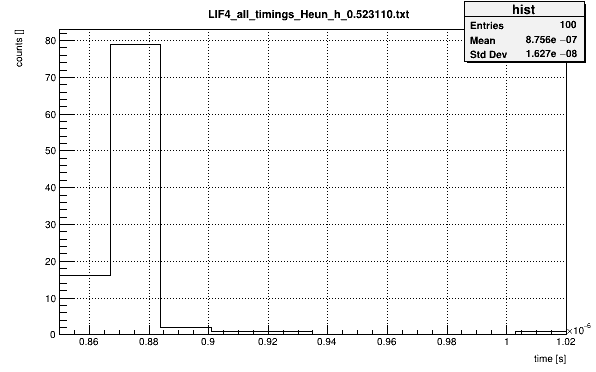 LIF4_all_timings_Heun_h_0.523110.txt
hist
Entries 100
Mean 8.756e −07
Std Dev 1.627e −08
counts []
80
70
60
50
40
30
20
10
0
0.86 0.88 0.9 0.92 0.94 0.96 0.98 1 1.02
×10⁻⁶
time [s]